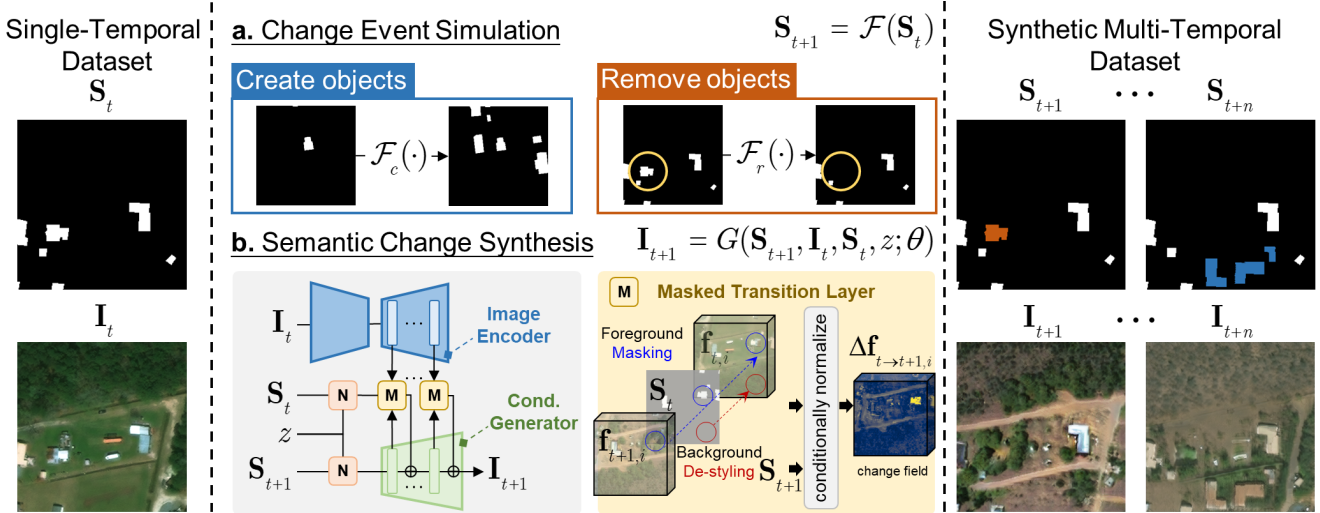 Single-Temporal
Dataset
S_t
I_t
a. Change Event Simulation
S_{t+1} = F(S_t)
Create objects
F_c(·)
Remove objects
F_r(·)
b. Semantic Change Synthesis
I_{t+1} = G(S_{t+1}, I_t, S_t, z; θ)
I_t
...
Image
Encoder
S_t
N
M
...
M
z
Cond.
Generator
S_{t+1}
N
...
I_{t+1}
M
Masked Transition Layer
Foreground
Masking
f_{t,i}
S_t
f_{t+1,i}
Background
De-styling
S_{t+1}
conditionally normalize
Δf_{t→t+1,i}
change field
Synthetic Multi-Temporal
Dataset
S_{t+1} ... S_{t+n}
I_{t+1} ... I_{t+n}